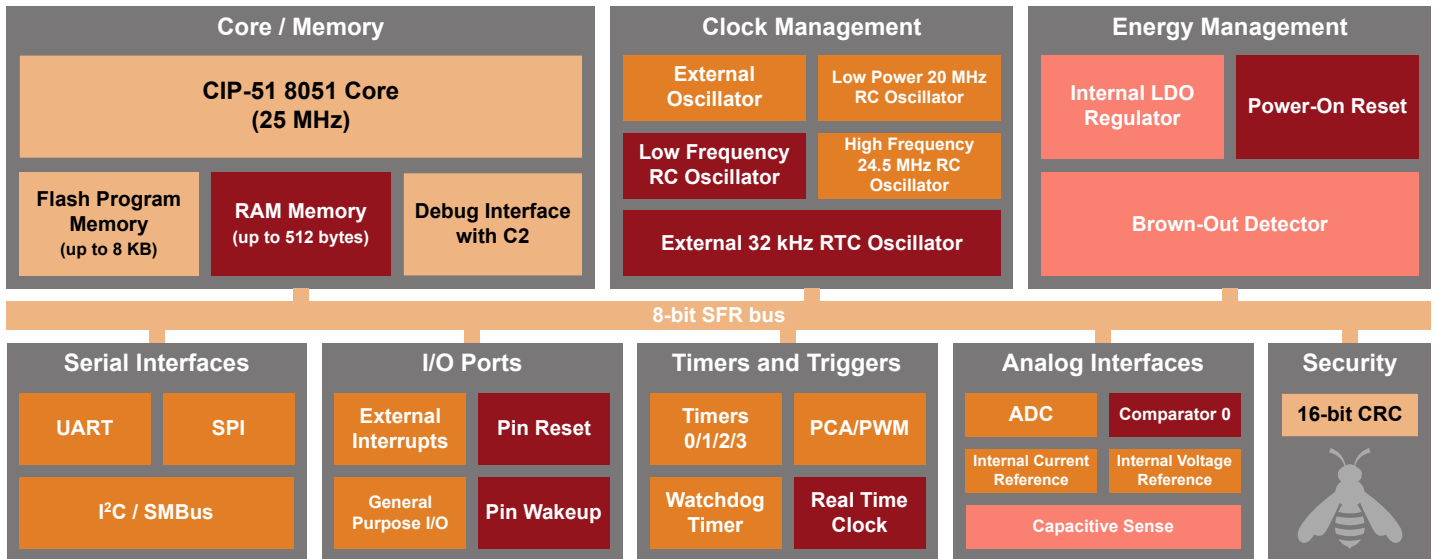 Core / Memory
CIP-51 8051 Core
(25 MHz)
Flash Program
Memory
(up to 8 KB)
RAM Memory
(up to 512 bytes)
Debug Interface
with C2
Clock Management
External
Oscillator
Low Power 20 MHz
RC Oscillator
Low Frequency
RC Oscillator
High Frequency
24.5 MHz RC
Oscillator
External 32 kHz RTC Oscillator
Energy Management
Internal LDO
Regulator
Power-On Reset
Brown-Out Detector
8-bit SFR bus
Serial Interfaces
UART
SPI
I²C / SMBus
I/O Ports
External
Interrupts
Pin Reset
General
Purpose I/O
Pin Wakeup
Timers and Triggers
Timers
0/1/2/3
PCA/PWM
Watchdog
Timer
Real Time
Clock
Analog Interfaces
ADC
Comparator 0
Internal Current
Reference
Internal Voltage
Reference
Capacitive Sense
Security
16-bit CRC